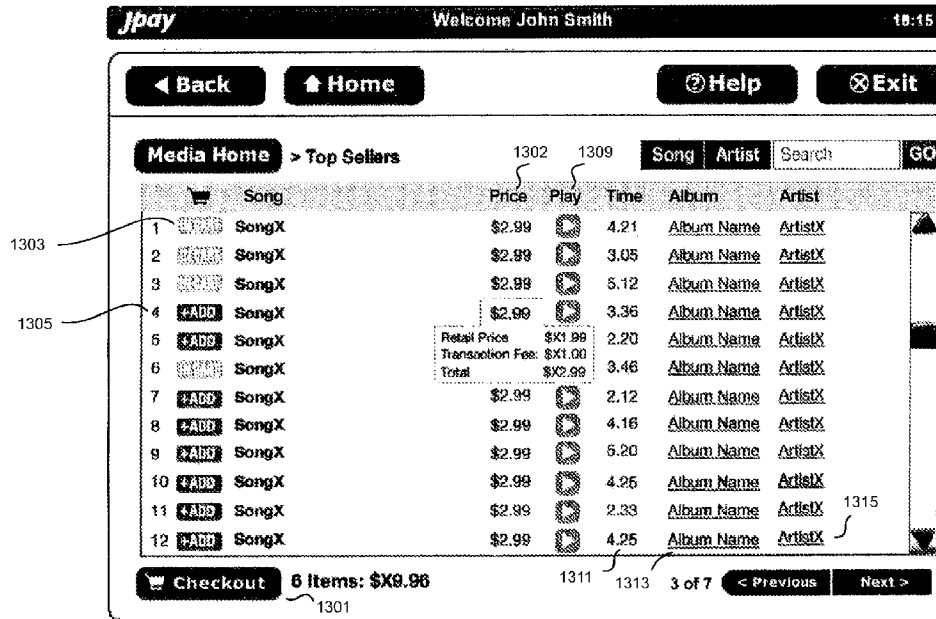 Jpay Welcome John Smith 18:15
Back Home Help Exit
Media Home > Top Sellers 1302 1309 Song Artist Search GO
Song Price Play Time Album Artist
1303 1 SongX $2.99 4.21 Album Name ArtistX
2 SongX $2.99 3.05 Album Name ArtistX
3 SongX $2.99 5.12 Album Name ArtistX
1305 4 +ADD SongX $2.99 3.36 Album Name ArtistX
5 +ADD SongX Retail Price $X1.99 2.20 Album Name ArtistX
Transaction Fee: $X1.00
6 SongX Total $X2.99 3.46 Album Name ArtistX
7 +ADD SongX $2.99 2.12 Album Name ArtistX
8 +ADD SongX $2.99 4.16 Album Name ArtistX
9 +ADD SongX $2.99 5.20 Album Name ArtistX
10 +ADD SongX $2.99 4.25 Album Name ArtistX
11 +ADD SongX $2.99 2.33 Album Name ArtistX 1315
12 +ADD SongX $2.99 4.25 Album Name ArtistX
Checkout 6 Items: $X9.96 1311 1313 3 of 7 < Previous Next >
1301